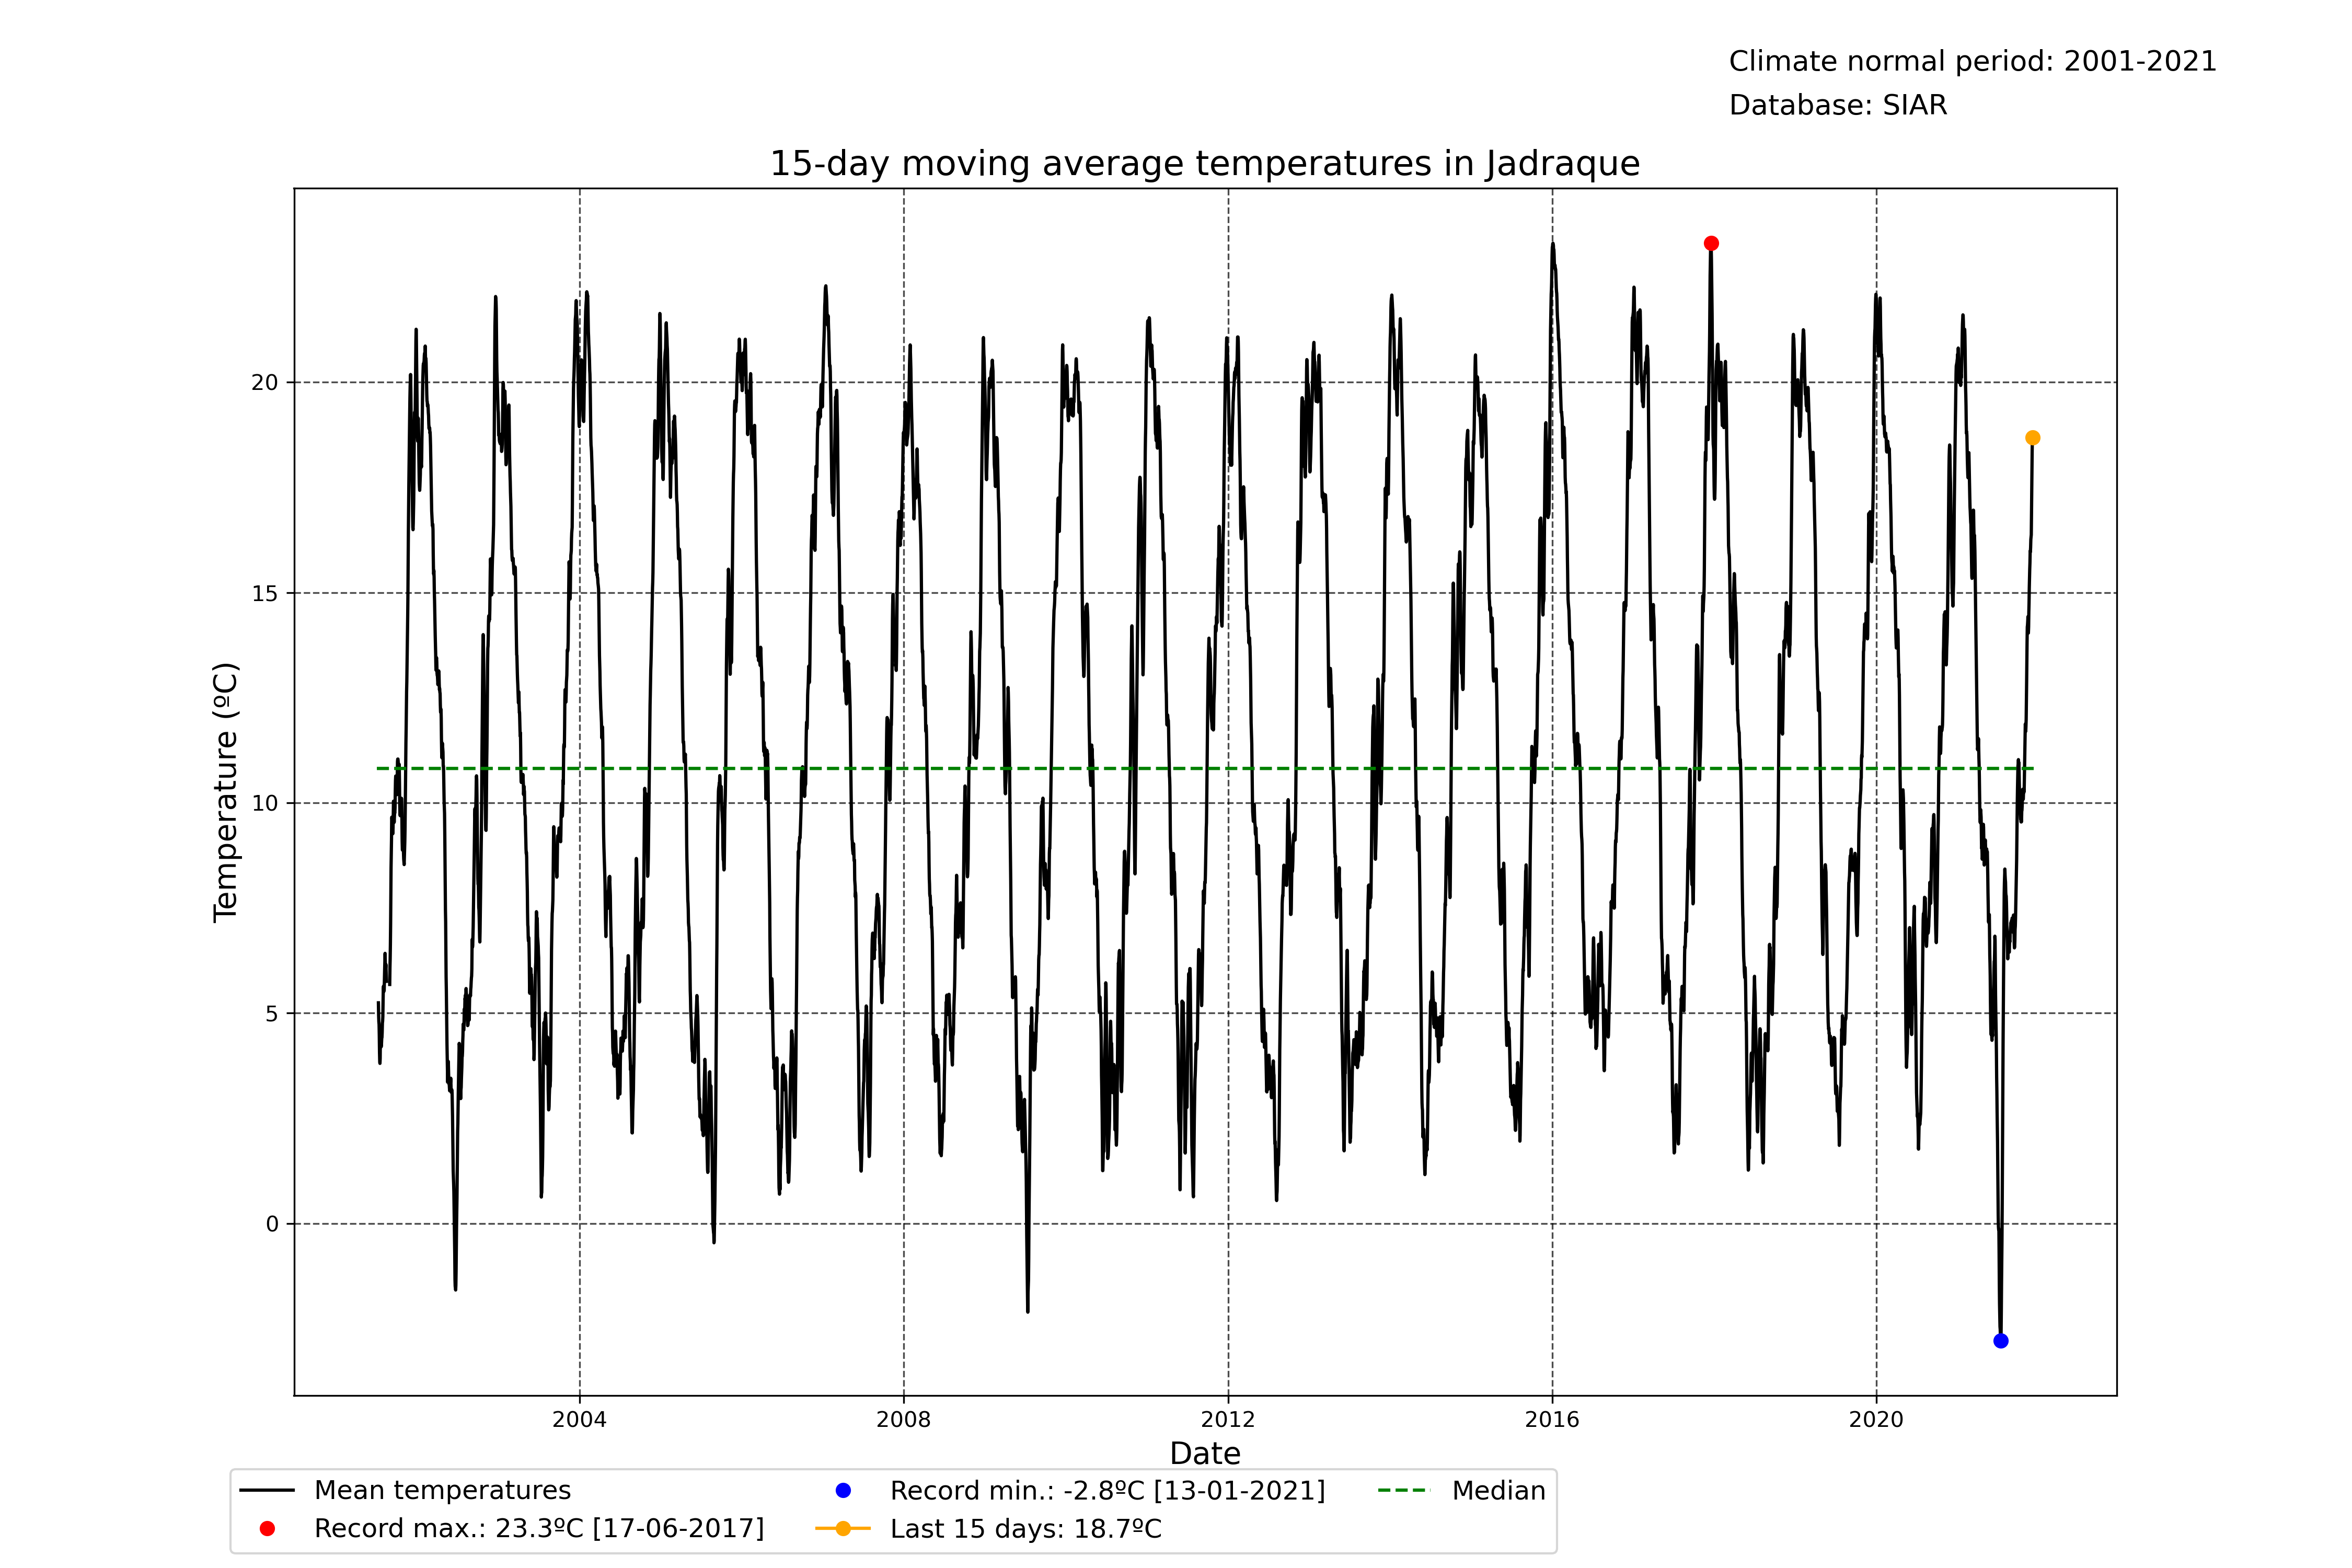 Climate normal period: 2001-2021
Database: SIAR
15-day moving average temperatures in Jadraque
Temperature (ºC)
20
15
10
5
0
2004 2008 2012 2016 2020
Date
Mean temperatures
Record max.: 23.3ºC [17-06-2017]
Record min.: -2.8ºC [13-01-2021]
Last 15 days: 18.7ºC
Median